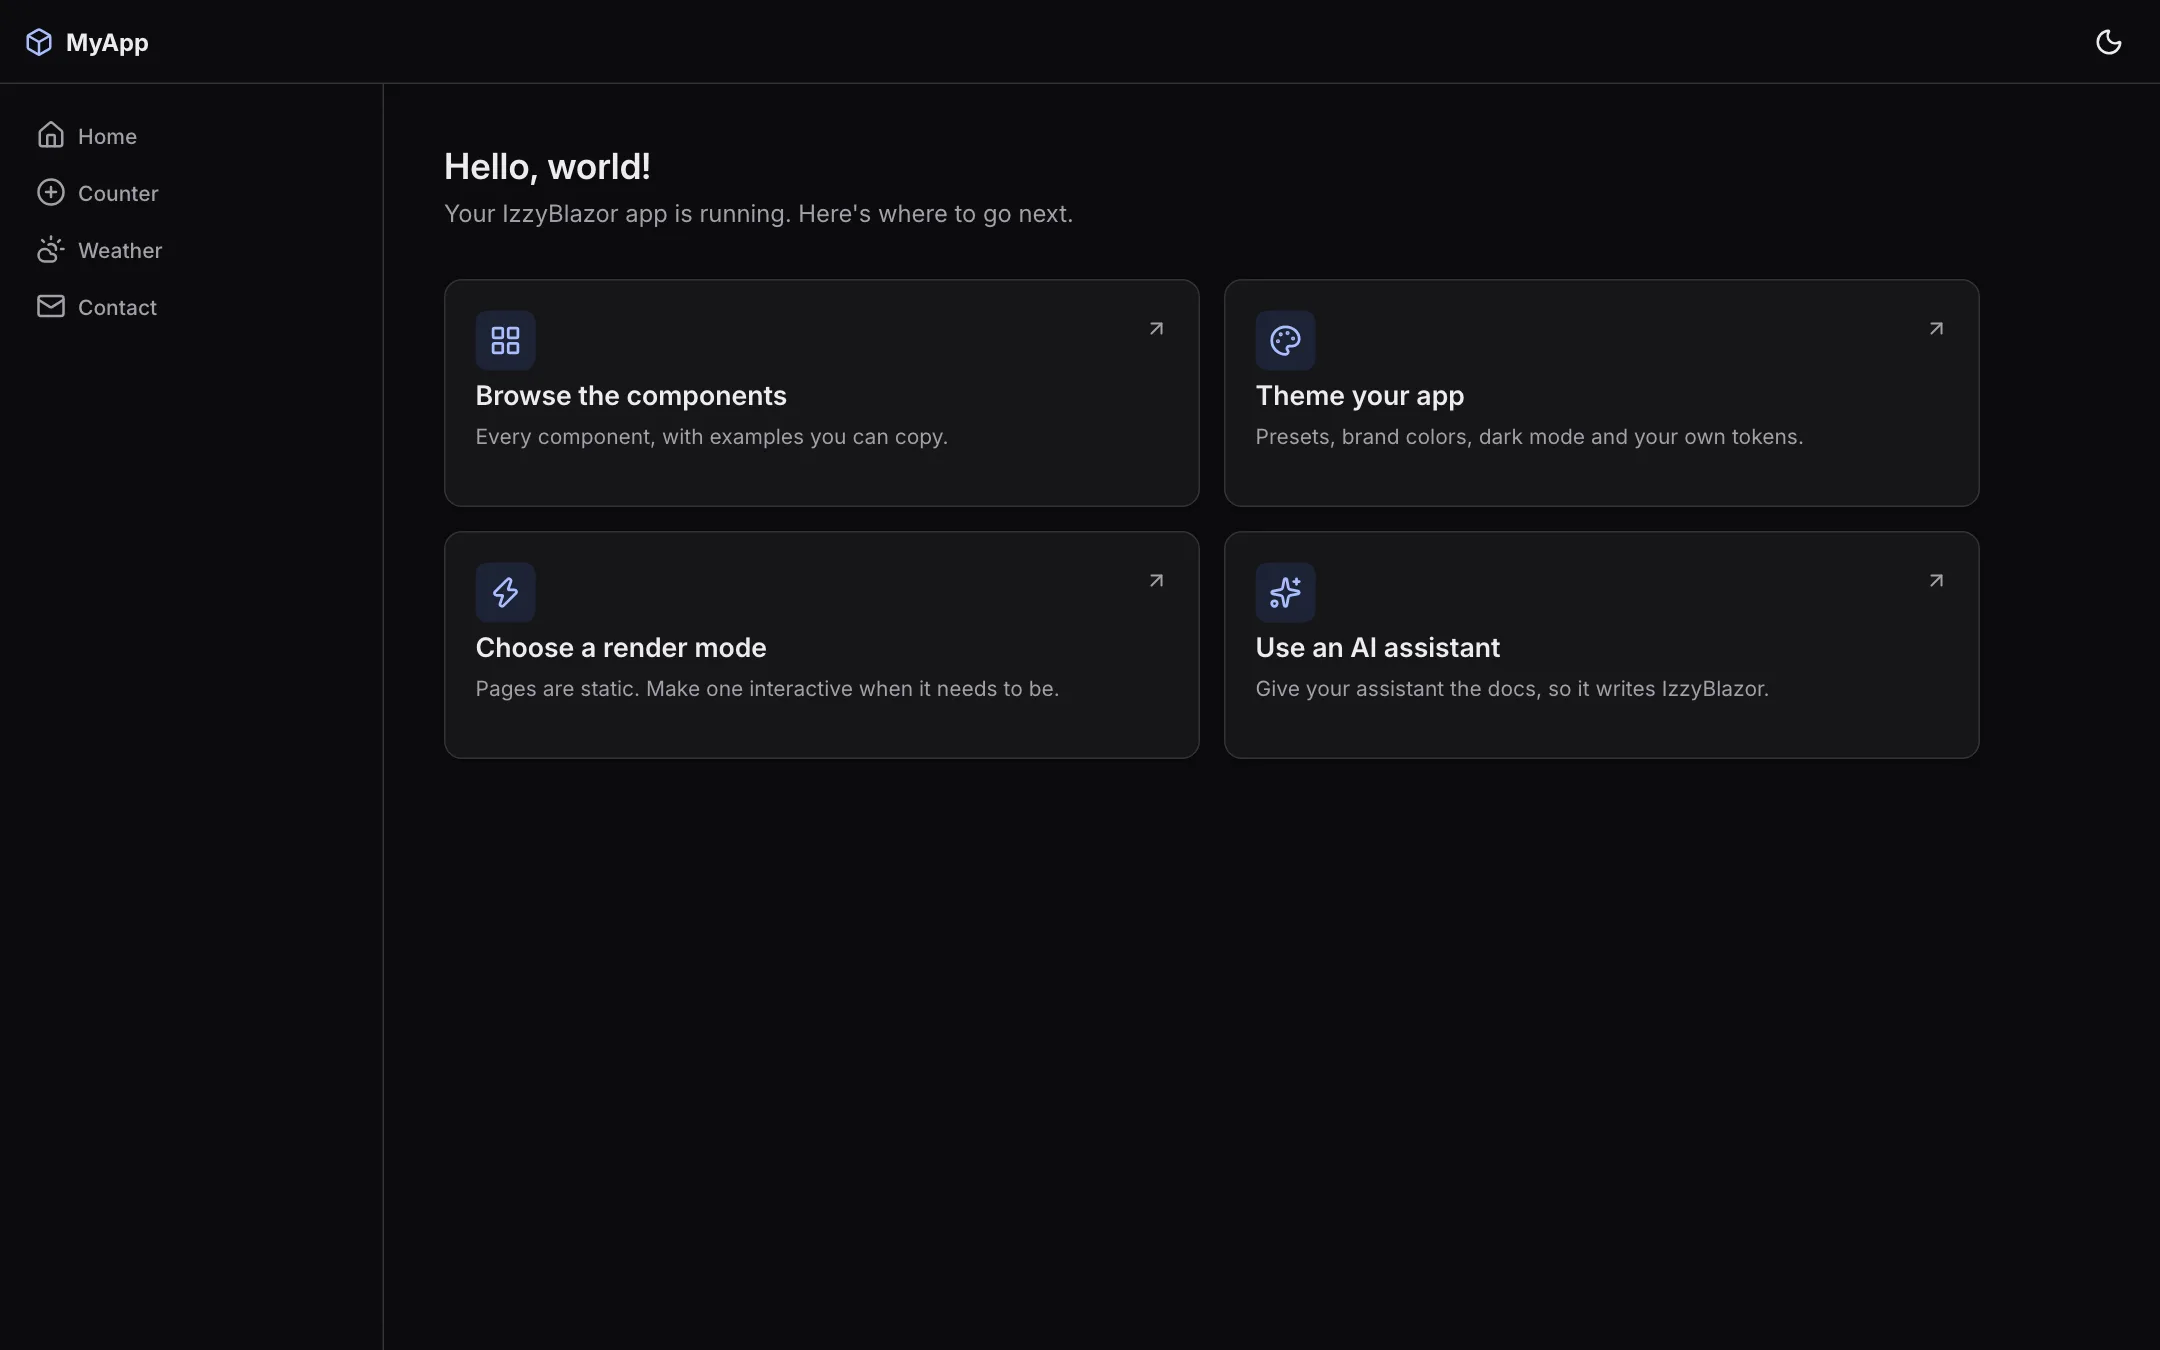 MyApp
Home
Counter
Weather
Contact
Hello, world!
Your IzzyBlazor app is running. Here's where to go next.
Browse the components
Every component, with examples you can copy.
Theme your app
Presets, brand colors, dark mode and your own tokens.
Choose a render mode
Pages are static. Make one interactive when it needs to be.
Use an AI assistant
Give your assistant the docs, so it writes IzzyBlazor.